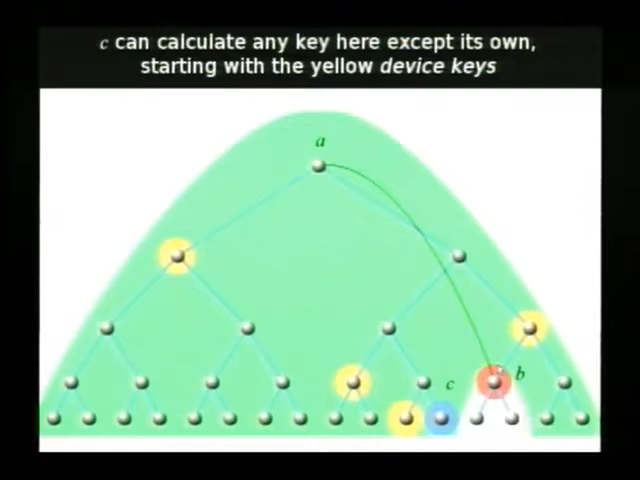 c can calculate any key here except its own,
starting with the yellow device keys
a
c
b